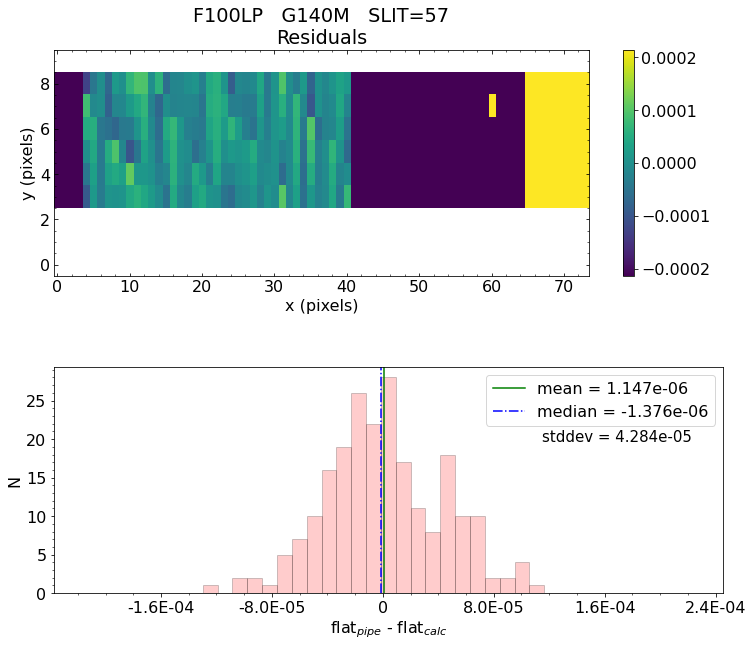 F100LP G140M SLIT=57
Residuals
8
6
4
2
0
y (pixels)
0 10 20 30 40 50 60 70
x (pixels)
0.0002
0.0001
0.0000
−0.0001
−0.0002
mean = 1.147e-06
median = -1.376e-06
stddev = 4.284e-05
25
20
15
10
5
0
N
-1.6E-04 -8.0E-05 0 8.0E-05 1.6E-04 2.4E-04
flat_pipe - flat_calc